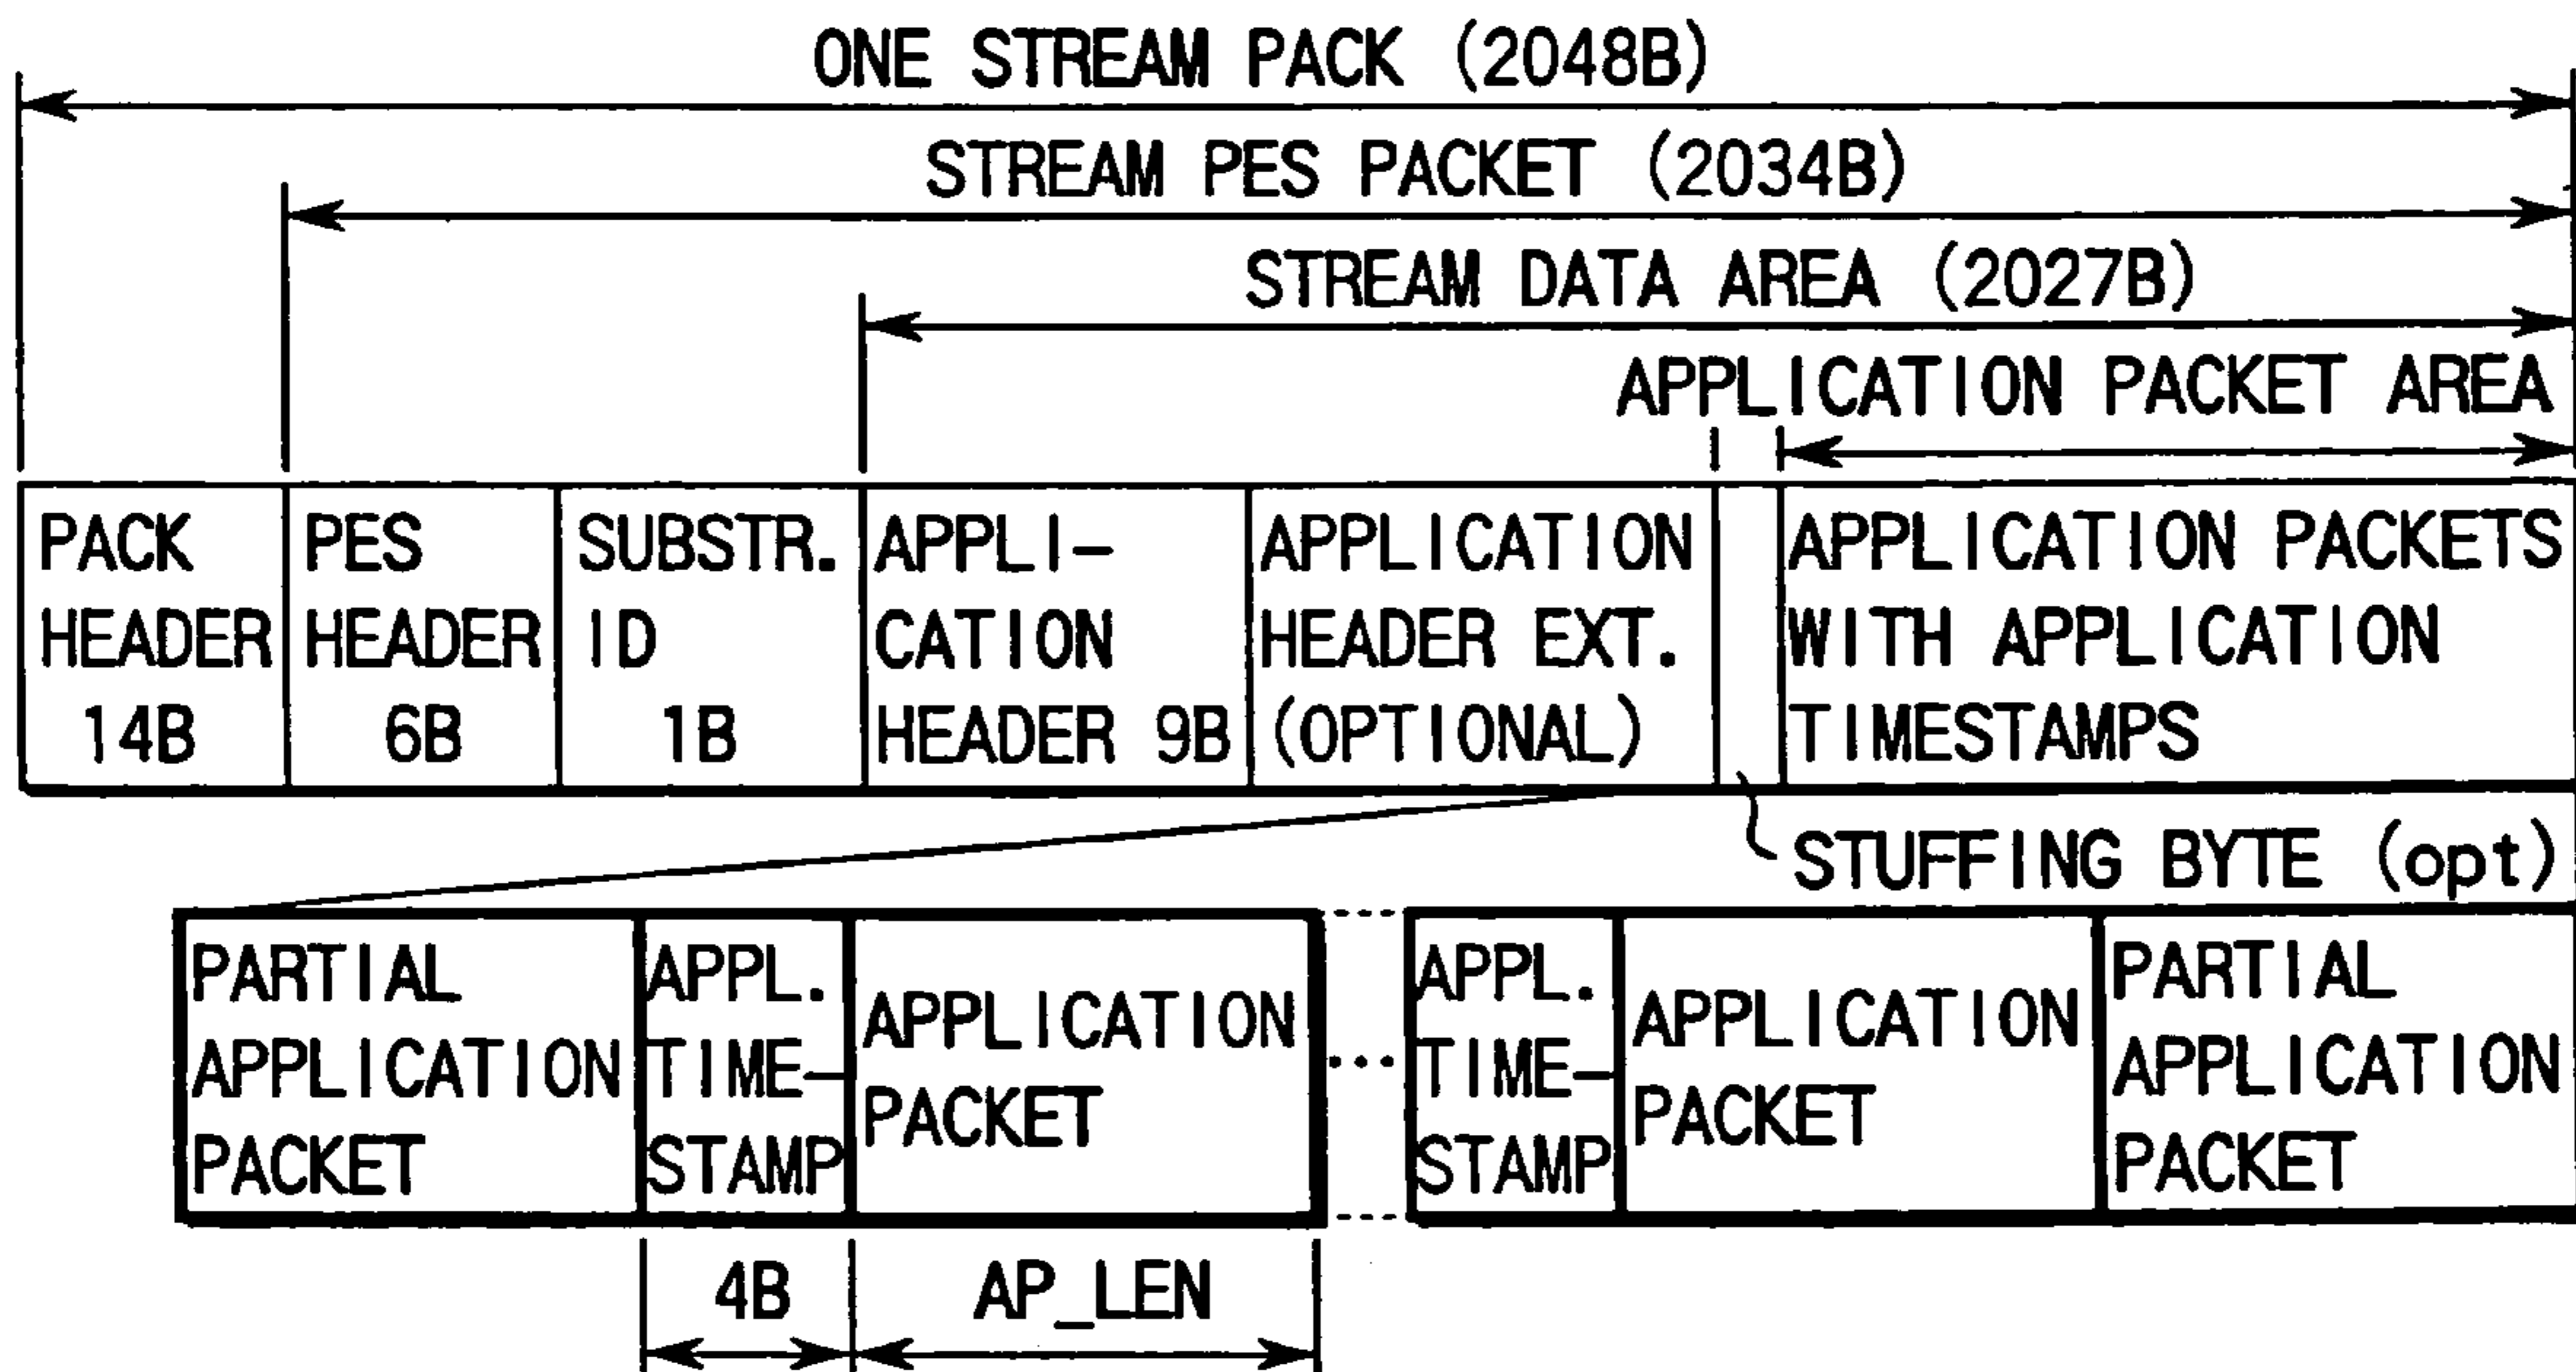 ONE STREAM PACK (2048B)
STREAM PES PACKET (2034B)
STREAM DATA AREA (2027B)
APPLICATION PACKET AREA
PACK
HEADER
14B
PES
HEADER
6B
SUBSTR.
ID
1B
APPLI-
CATION
HEADER 9B
APPLICATION
HEADER EXT.
(OPTIONAL)
APPLICATION PACKETS
WITH APPLICATION
TIMESTAMPS
STUFFING BYTE (opt)
PARTIAL
APPLICATION
PACKET
APPL.
TIME-
STAMP
APPLICATION
PACKET
...
APPL.
TIME-
STAMP
APPLICATION
PACKET
PARTIAL
APPLICATION
PACKET
4B
AP_LEN